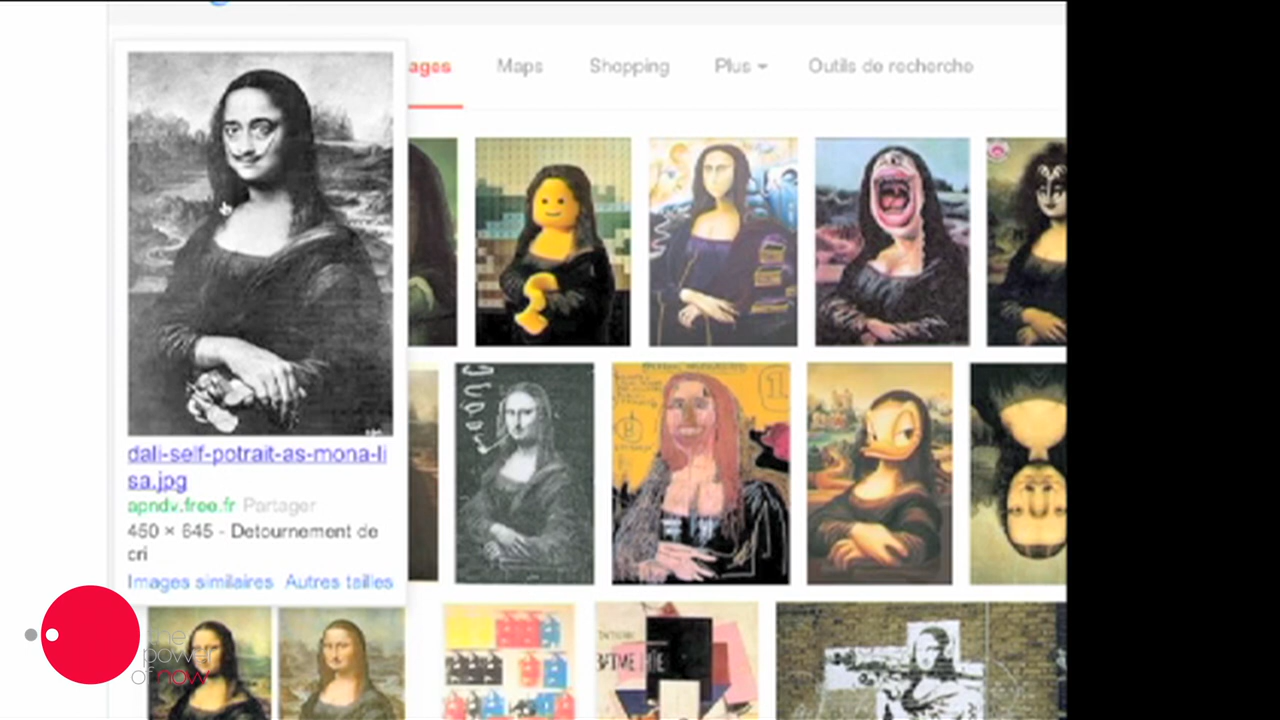 ages Maps Shopping Plus Outils de recherche
dali-self-potrait-as-mona-li
sa.jpg
apndv.free.fr Partager
450 × 645 - Detournement de
cri
Images similaires Autres tailles
the
power
of now